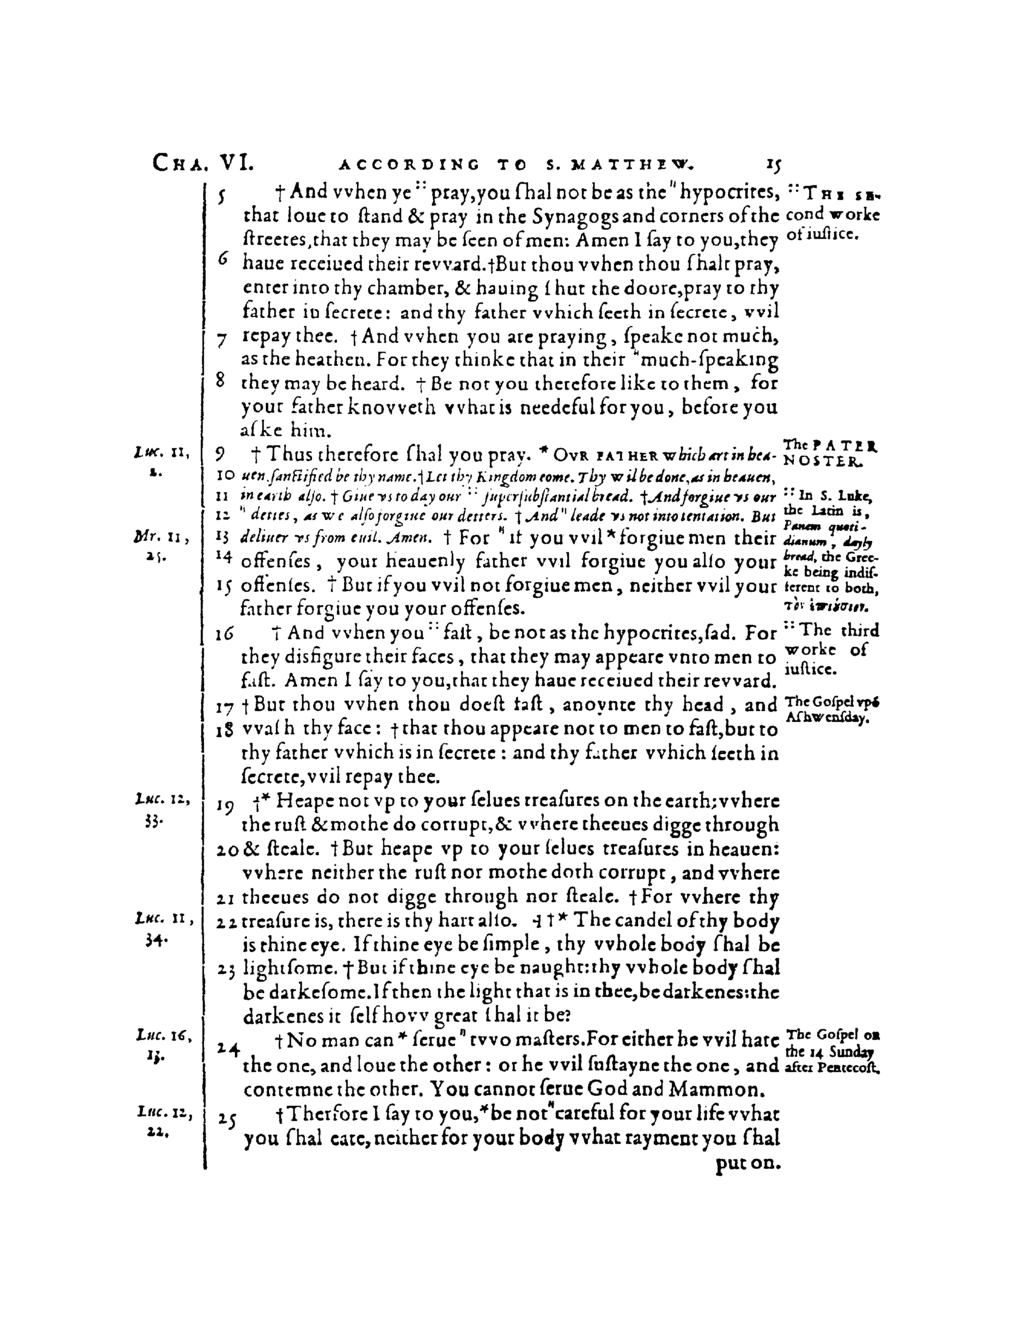 CHA. VI. ACCORDING TO S. MATTHEW. 15
5 † And vvhen ye :: pray, you ſhal not be as the " hypocrites,
that loue to ſtand & pray in the Synagogs and corners of the
ſtreetes, that they may be ſeen of men: Amen I ſay to you, they
6 haue receiued their revvard. † But thou vvhen thou ſhalt pray,
enter into thy chamber, & hauing ſhut the doore, pray to thy
father in ſecrete: and thy father vvhich ſeeth in ſecrete, vvil
7 repay thee. † And vvhen you are praying, ſpeake not much,
as the heathen. For they thinke that in their "much-ſpeaking
8 they may be heard. † Be not you therefore like to them, for
your father knovveth vvhat is needeful for you, before you
aſke him.
9 † Thus therefore ſhal you pray. * OVR FATHER which art in hea-
10 uen, ſanctified be thy name. † Let thy Kingdom come. Thy wil be done, as in heauen,
11 in earth alſo. † Giue vs to day our :: ſuperſubſtantial bread. † And forgiue vs our
12 " dettes, as we alſo forgiue our detters. † And " leade vs not into tentation. But
13 deliuer vs from euil. Amen. † For " if you vvil * forgiue men their
14 offenſes, your heauenly father vvil forgiue you alſo your
15 offenſes. † But if you vvil not forgiue men, neither vvil your
father forgiue you your offenſes.
16 † And vvhen you :: faſt, be not as the hypocrites, ſad. For
they disfigure their faces, that they may appeare vnto men to
faſt. Amen I ſay to you, that they haue receiued their revvard.
17 † But thou vvhen thou doeſt faſt, anoynte thy head, and
18 vvaſh thy face: † that thou appeare not to men to faſt, but to
thy father vvhich is in ſecrete: and thy father vvhich ſeeth in
ſecrete, vvil repay thee.
19 †* Heape not vp to your ſelues treaſures on the earth; vvhere
the ruſt & mothe do corrupt, & vvhere theeues digge through
20 & ſteale. † But heape vp to your ſelues treaſures in heauen:
vvhere neither the ruſt nor mothe doth corrupt, and vvhere
21 theeues do not digge through nor ſteale. † For vvhere thy
22 treaſure is, there is thy hart alſo. ⊣ †* The candel of thy body
is thine eye. If thine eye be ſimple, thy vvhole body ſhal be
23 lightſome. † But if thine eye be naught: thy vvhole body ſhal
be darkeſome. If then the light that is in thee, be darkenes: the
darkenes it ſelf hovv great ſhal it be?
24 † No man can * ſerue " tvvo maſters. For either he vvil hate
the one, and loue the other: or he vvil ſuſtayne the one, and
contemne the other. You cannot ſerue God and Mammon.
25 † Therfore I ſay to you, * be not "careful for your life vvhat
you ſhal eate, neither for your body vvhat rayment you ſhal
put on.
Luc. 11,
2.
Mr. 11,
25.
Luc. 12,
33.
Luc. 11,
34.
Luc. 16,
13.
Luc. 12,
22.
:: THE ſe-
cond worke
of iuſtice.
The PATER
NOSTER.
:: In S. Luke,
the Latin is,
Panem quoti-
dianum, dayly
bread, the Gree-
ke being indif-
ferent to both,
τὸν ἐπιούσιον.
:: The third
worke of
iuſtice.
The Goſpel vpõ
Aſhwenſday.
The Goſpel on
the 14 Sunday
after Pentecoſt.